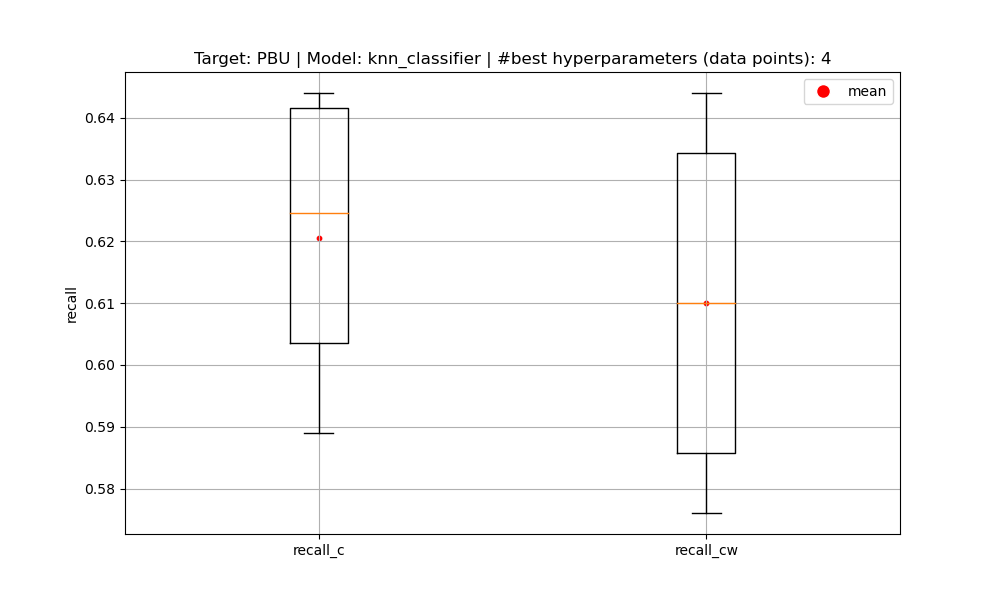 Target: PBU | Model: knn_classifier | #best hyperparameters (data points): 4
mean
0.64
0.63
0.62
0.61
0.60
0.59
0.58
recall
recall_c
recall_cw